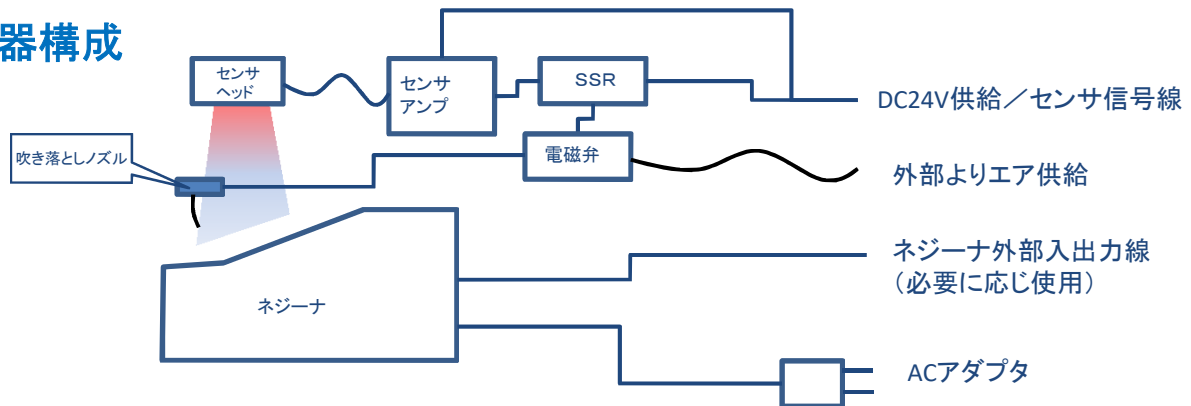 器構成
センサ
ヘッド
センサ
アンプ
SSR
DC24V供給／センサ信号線
吹き落としノズル
電磁弁
外部よりエア供給
ネジーナ外部入出力線
（必要に応じ使用）
ネジーナ
ACアダプタ